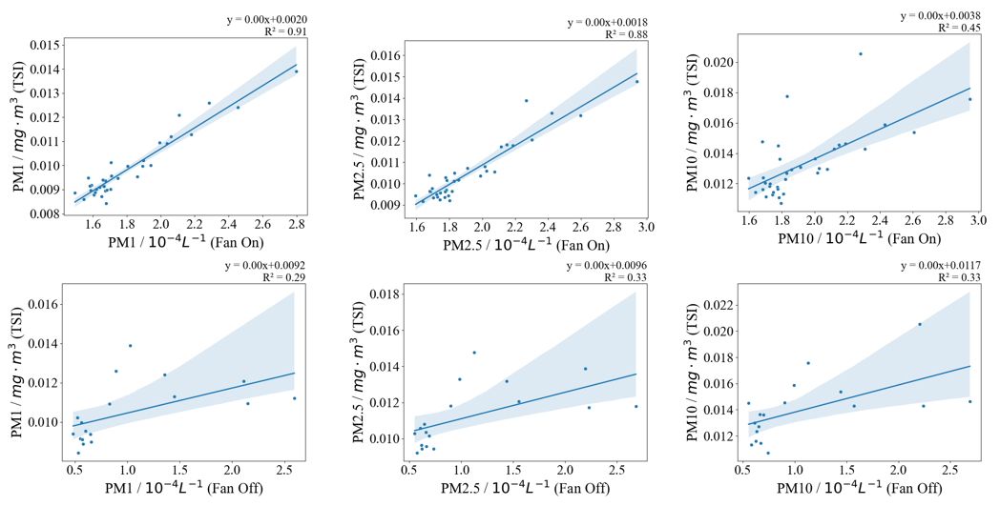 y = 0.00x+0.0020
R² = 0.91
0.015
0.014
0.013
0.012
0.011
0.010
0.009
0.008
PM1 / mg · m³ (TSI)
1.6 1.8 2.0 2.2 2.4 2.6 2.8
PM1 / 10⁻⁴L⁻¹ (Fan On)
y = 0.00x+0.0018
R² = 0.88
0.016
0.015
0.014
0.013
0.012
0.011
0.010
0.009
PM2.5 / mg · m³ (TSI)
1.6 1.8 2.0 2.2 2.4 2.6 2.8 3.0
PM2.5 / 10⁻⁴L⁻¹ (Fan On)
y = 0.00x+0.0038
R² = 0.45
0.020
0.018
0.016
0.014
0.012
PM10 / mg · m³ (TSI)
1.6 1.8 2.0 2.2 2.4 2.6 2.8 3.0
PM10 / 10⁻⁴L⁻¹ (Fan On)
y = 0.00x+0.0092
R² = 0.29
0.016
0.014
0.012
0.010
PM1 / mg · m³ (TSI)
0.5 1.0 1.5 2.0 2.5
PM1 / 10⁻⁴L⁻¹ (Fan Off)
y = 0.00x+0.0096
R² = 0.33
0.018
0.016
0.014
0.012
0.010
PM2.5 / mg · m³ (TSI)
0.5 1.0 1.5 2.0 2.5
PM2.5 / 10⁻⁴L⁻¹ (Fan Off)
y = 0.00x+0.0117
R² = 0.33
0.022
0.020
0.018
0.016
0.014
0.012
PM10 / mg · m³ (TSI)
0.5 1.0 1.5 2.0 2.5
PM10 / 10⁻⁴L⁻¹ (Fan Off)